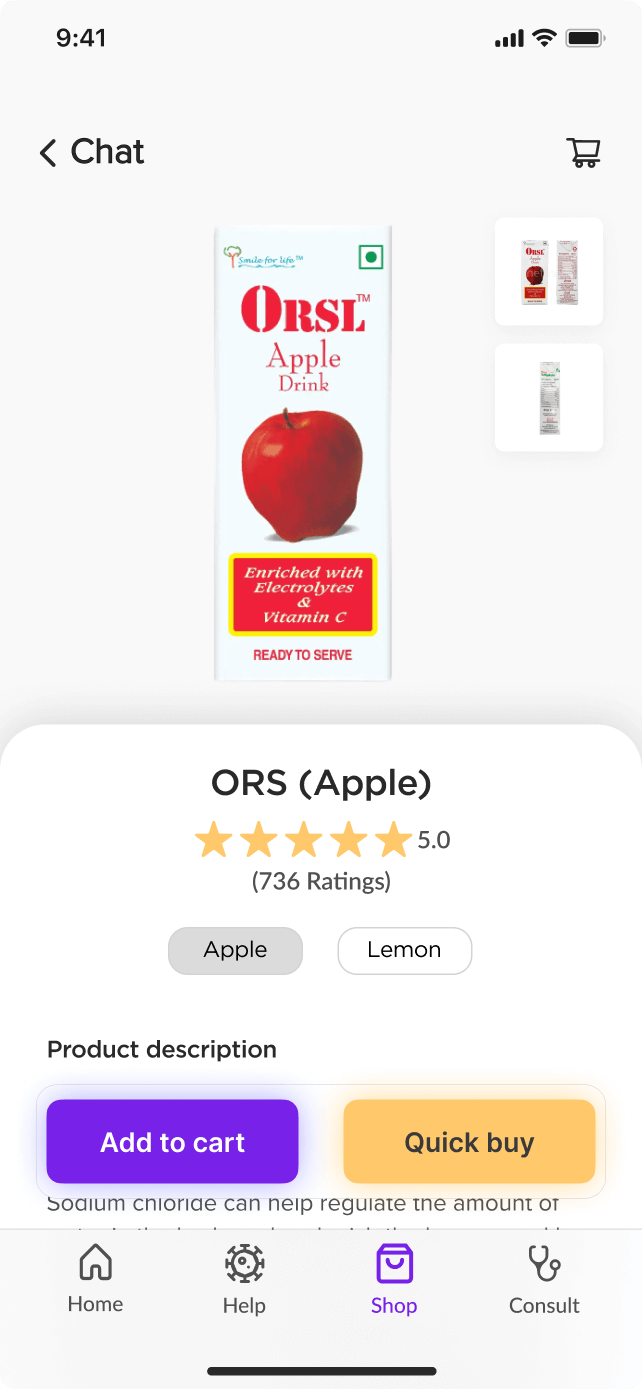 9:41
Chat
Smile for life™
ORSL™
Apple
Drink
Enriched with
Electrolytes
&
Vitamin C
READY TO SERVE
ORSL
Apple
ORS (Apple)
5.0
(736 Ratings)
Apple
Lemon
Product description
Add to cart
Quick buy
Sodium chloride can help regulate the amount of
Home
Help
Shop
Consult